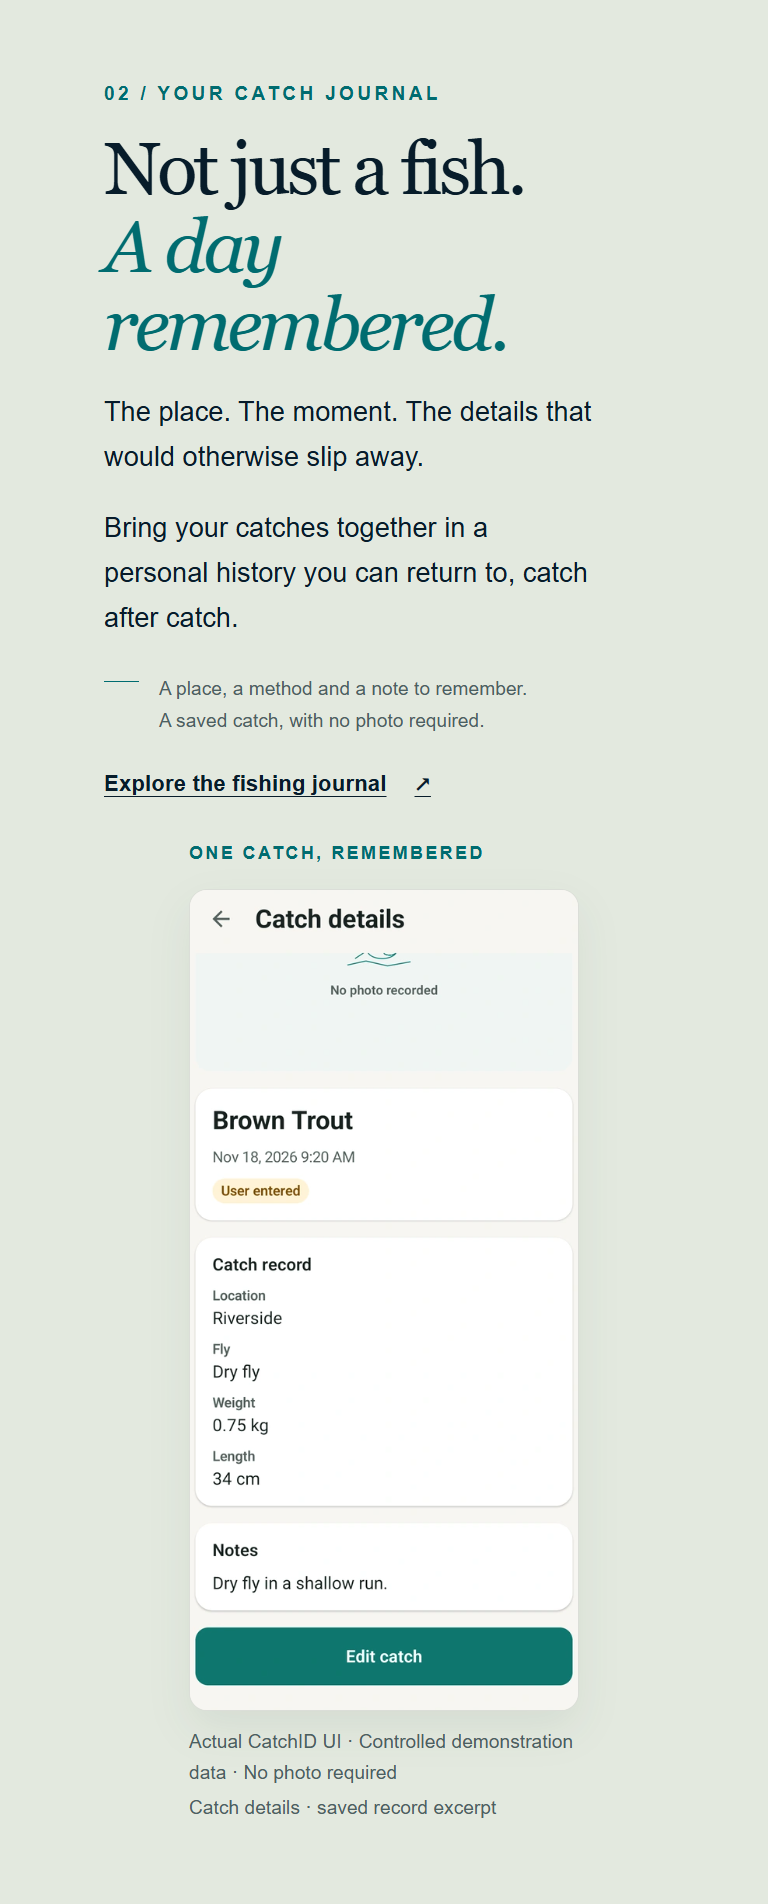 02 / YOUR CATCH JOURNAL
Not just a fish.
A day
remembered.
The place. The moment. The details that
would otherwise slip away.
Bring your catches together in a
personal history you can return to, catch
after catch.
A place, a method and a note to remember.
A saved catch, with no photo required.
Explore the fishing journal ↗
ONE CATCH, REMEMBERED
Catch details
No photo recorded
Brown Trout
Nov 18, 2026 9:20 AM
User entered
Catch record
Location
Riverside
Fly
Dry fly
Weight
0.75 kg
Length
34 cm
Notes
Dry fly in a shallow run.
Edit catch
Actual CatchID UI · Controlled demonstration
data · No photo required
Catch details · saved record excerpt